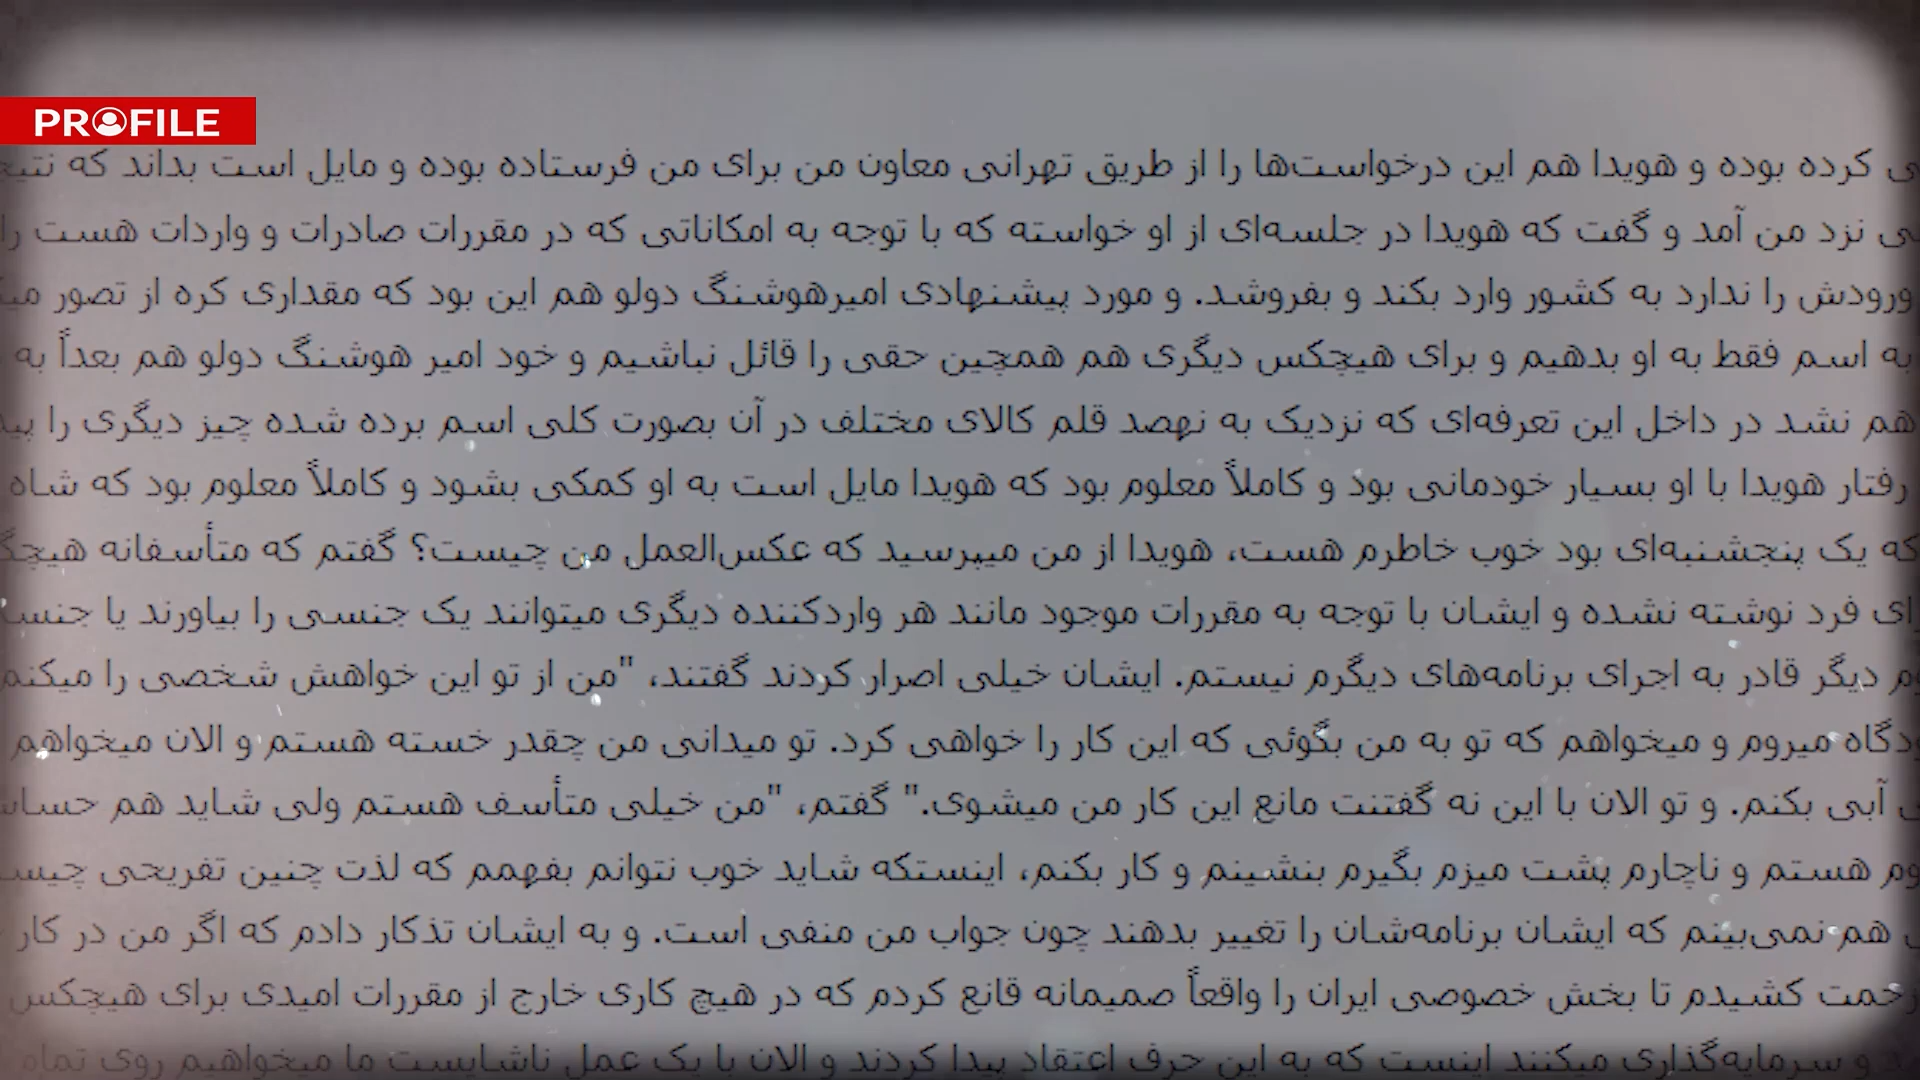 PROFILE
کرده بوده و هویدا هم این درخواست‌ها را از طریق تهرانی معاون من برای من فرستاده بوده و مایل است بداند که
نزد من آمد و گفت که هویدا در جلسه‌ای از او خواسته که با توجه به امکاناتی که در مقررات صادرات و واردات هست را
ورودش را ندارد به کشور وارد بکند و بفروشد. و مورد پیشنهادی امیرهوشنگ دولو هم این بود که مقداری کره از تصور
به اسم فقط به او بدهیم و برای هیچکس دیگری هم همچین حقی را قائل نباشیم و خود امیر هوشنگ دولو هم بعداً به
هم نشد در داخل این تعرفه‌ای که نزدیک به نهصد قلم کالای مختلف در آن بصورت کلی اسم برده شده چیز دیگری را
رفتار هویدا با او بسیار خودمانی بود و کاملاً معلوم بود که هویدا مایل است به او کمکی بشود و کاملاً معلوم بود که شاه
که یک پنجشنبه‌ای بود خوب خاطرم هست، هویدا از من میپرسید که عکس‌العمل من چیست؟ گفتم که متأسفانه
فرد نوشته نشده و ایشان با توجه به مقررات موجود مانند هر واردکننده دیگری میتوانند یک جنسی را بیاورند یا
دیگر قادر به اجرای برنامه‌های دیگرم نیستم. ایشان خیلی اصرار کردند گفتند، "من از تو این خواهش شخصی را میکنم
میروم و میخواهم که تو به من بگوئی که این کار را خواهی کرد. تو میدانی من چقدر خسته هستم و الان میخواهم
آبی بکنم. و تو الان با این نه گفتنت مانع این کار من میشوی." گفتم، "من خیلی متأسف هستم ولی شاید هم
هستم و ناچارم پشت میزم بگیرم بنشینم و کار بکنم، اینستکه شاید خوب نتوانم بفهمم که لذت چنین تفریحی
هم نمی‌بینم که ایشان برنامه‌شان را تغییر بدهند چون جواب من منفی است. و به ایشان تذکار دادم که اگر من در کار
زحمت کشیدم تا بخش خصوصی ایران را واقعاً صمیمانه قانع کردم که در هیچ کاری خارج از مقررات امیدی برای هیچکس
و سرمایه‌گذاری میکنند اینست که به این حرف اعتقاد پیدا کردند و الان با یک عمل ناشایست ما میخواهیم روی تمام